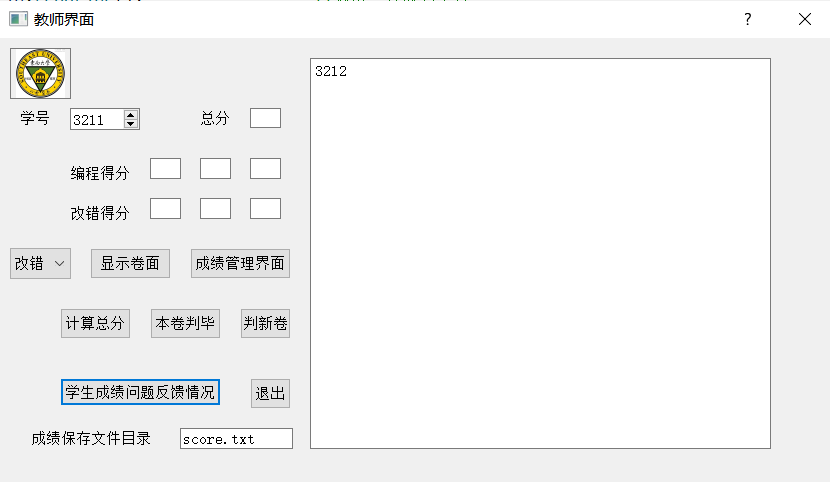 教师界面
?
3212
学号 3211 总分
编程得分
改错得分
改错 显示卷面 成绩管理界面
计算总分 本卷判毕 判新卷
学生成绩问题反馈情况 退出
成绩保存文件目录 score.txt